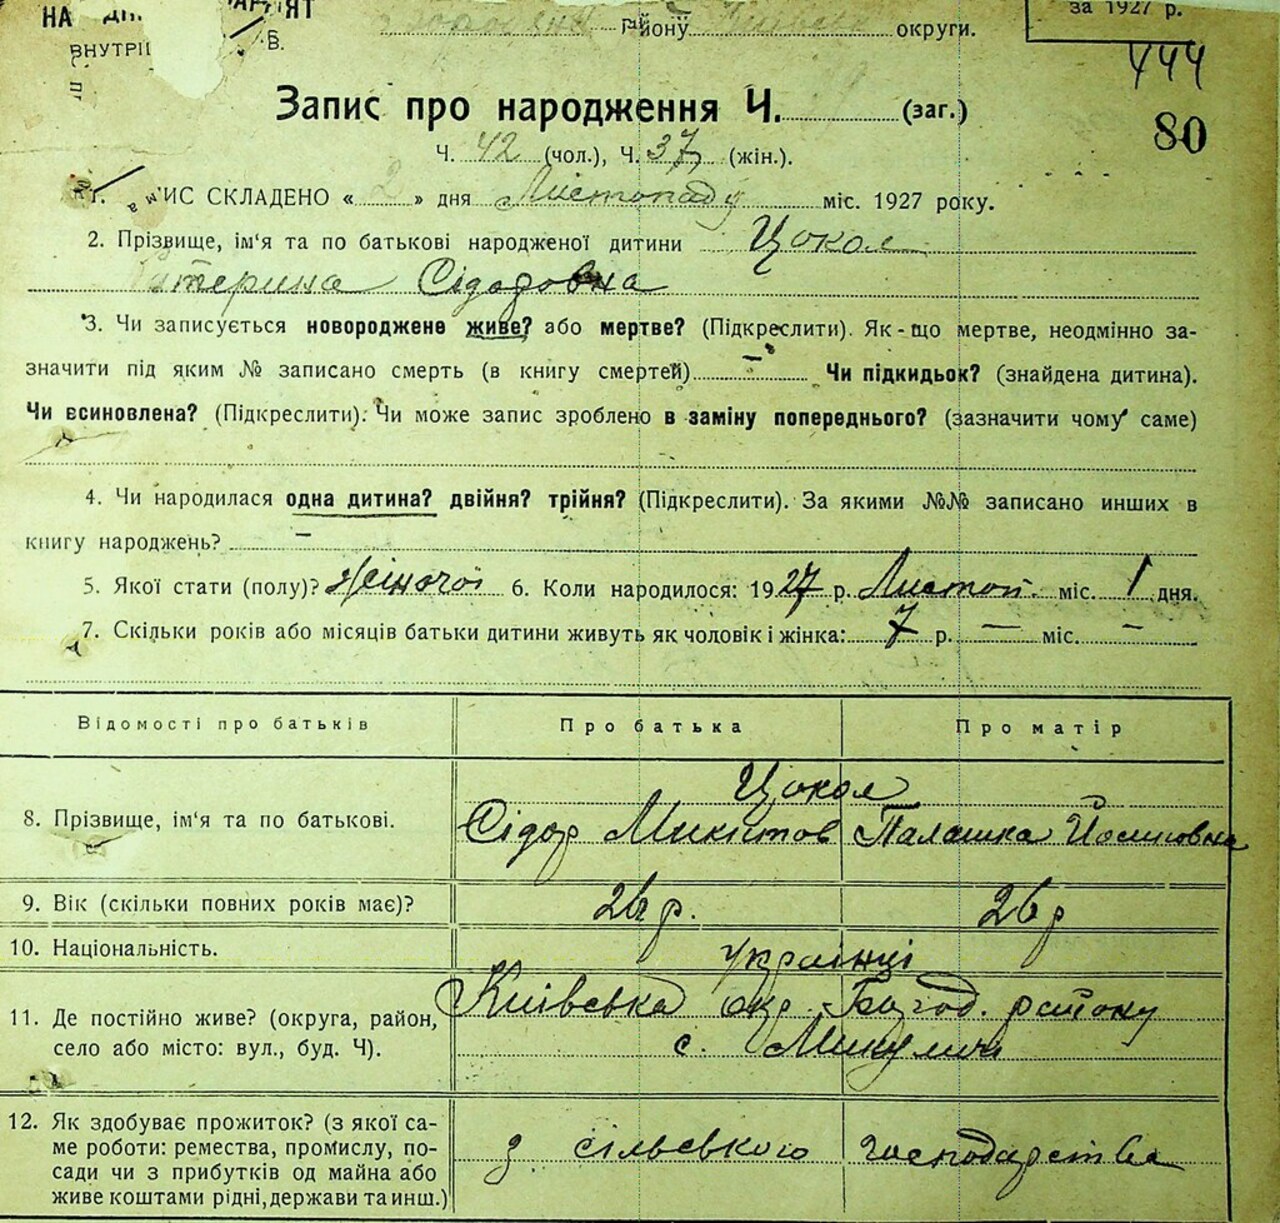 за 1927 р.
району округи.
444
Запис про народження Ч. (заг.)
80
Ч. 42 (чол.), Ч. 37 (жін.).
ИС СКЛАДЕНО « 2 » дня Листопаду міс. 1927 року.
2. Прізвище, ім'я та по батькові народженої дитини Цокол
терина Сідоровна
3. Чи записується новороджене живе? або мертве? (Підкреслити). Як-що мертве, неодмінно за-
значити під яким № записано смерть (в книгу смертей) — Чи підкидьок? (знайдена дитина).
Чи всиновлена? (Підкреслити). Чи може запис зроблено в заміну попереднього? (зазначити чому саме)
4. Чи народилася одна дитина? двійня? трійня? (Підкреслити). За якими №№ записано инших в
книгу народжень? —
5. Якої стати (полу)? жіночої 6. Коли народилося: 1927 р. Листоп. міс. 1 дня.
7. Скільки років або місяців батьки дитини живуть як чоловік і жінка: 7 р. — міс. —
Відомості про батьків Про батька Про матір
Цокол
8. Прізвище, ім'я та по батькові. Сідор Микитов Палашка
9. Вік (скільки повних років має)? 26 р. 26 р
10. Національність. українці
Київська окр. району
11. Де постійно живе? (округа, район,
село або місто: вул., буд. Ч). с. Микуличі
12. Як здобуває прожиток? (з якої са-
ме роботи: ремества, промислу, по-
сади чи з прибутків од майна або
живе коштами рідні, держави та инш.)
з сільського господарства